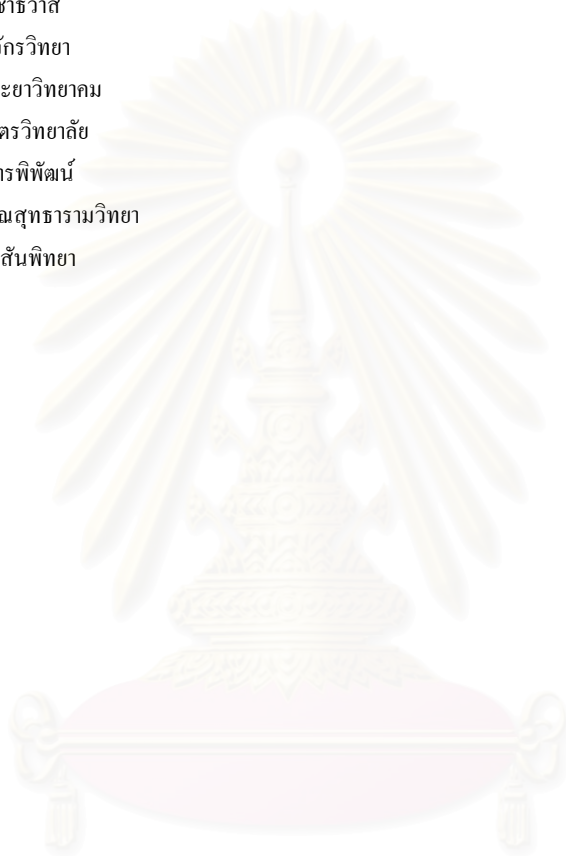 ชาธิวาส
ักรวิทยา
ะยาวิทยาคม
ตรวิทยาลัย
ารพิพัฒน์
ณสุทธารามวิทยา
สันพิทยา